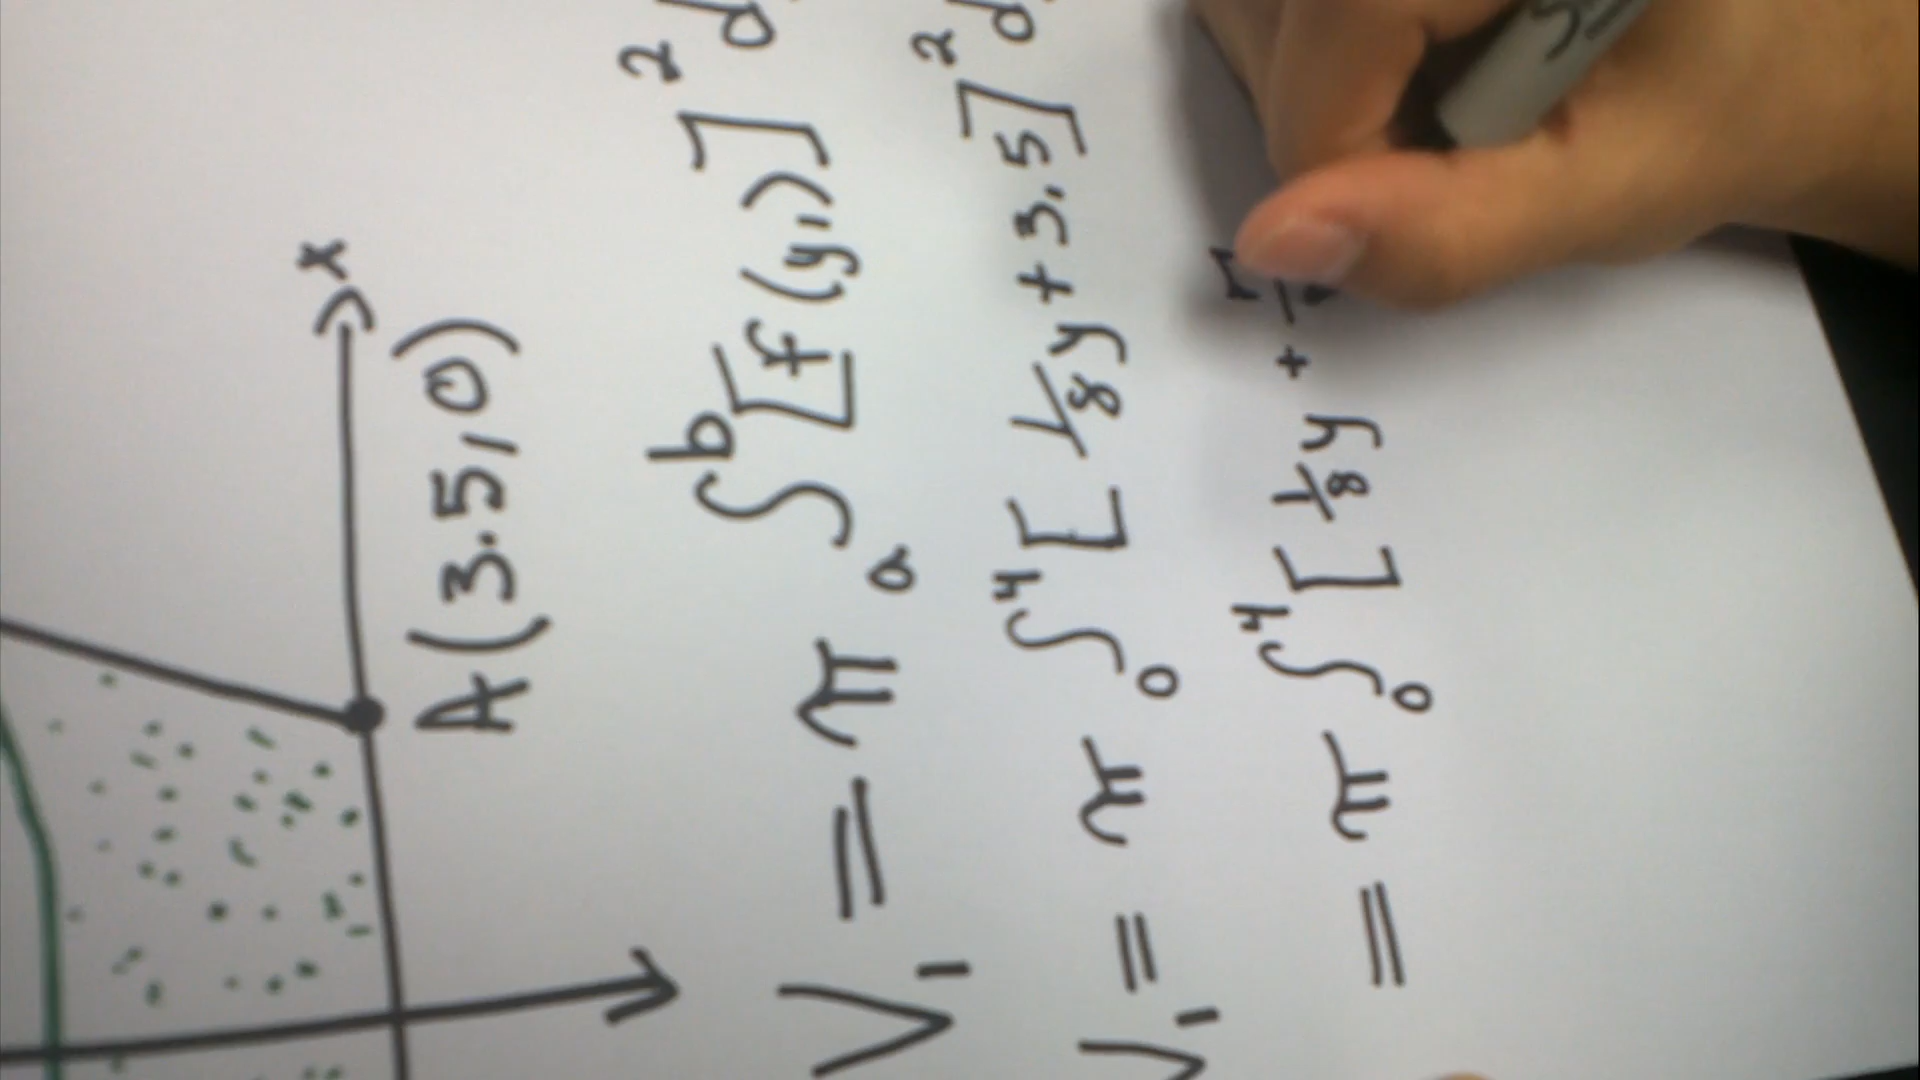 x
A(3.5,0)
V₁ = π ∫ₐᵇ [f(y₁)]² d
V₁ = π ∫₀⁴ [1/8 y + 3.5]² d
= π ∫₀⁴ [1/8 y +